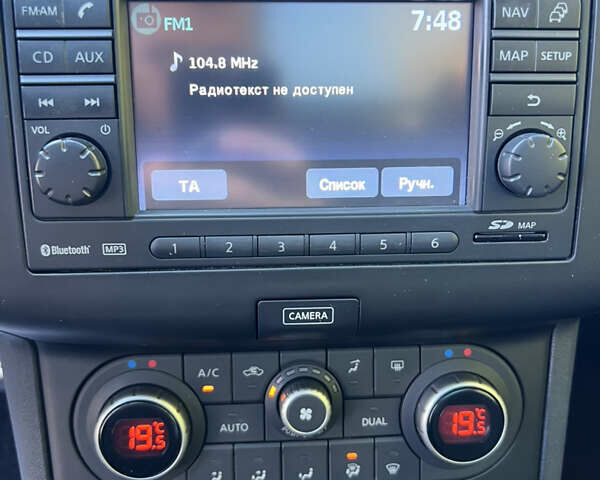 FM·AM
FM1
7:48
NAV
104.8 MHz
CD AUX
MAP SETUP
Радиотекст не доступен
VOL
TA Список Ручн.
Bluetooth MP3
1 2 3 4 5 6
SD MAP
CAMERA
A/C
AUTO
DUAL
19.5°C
19.5°C